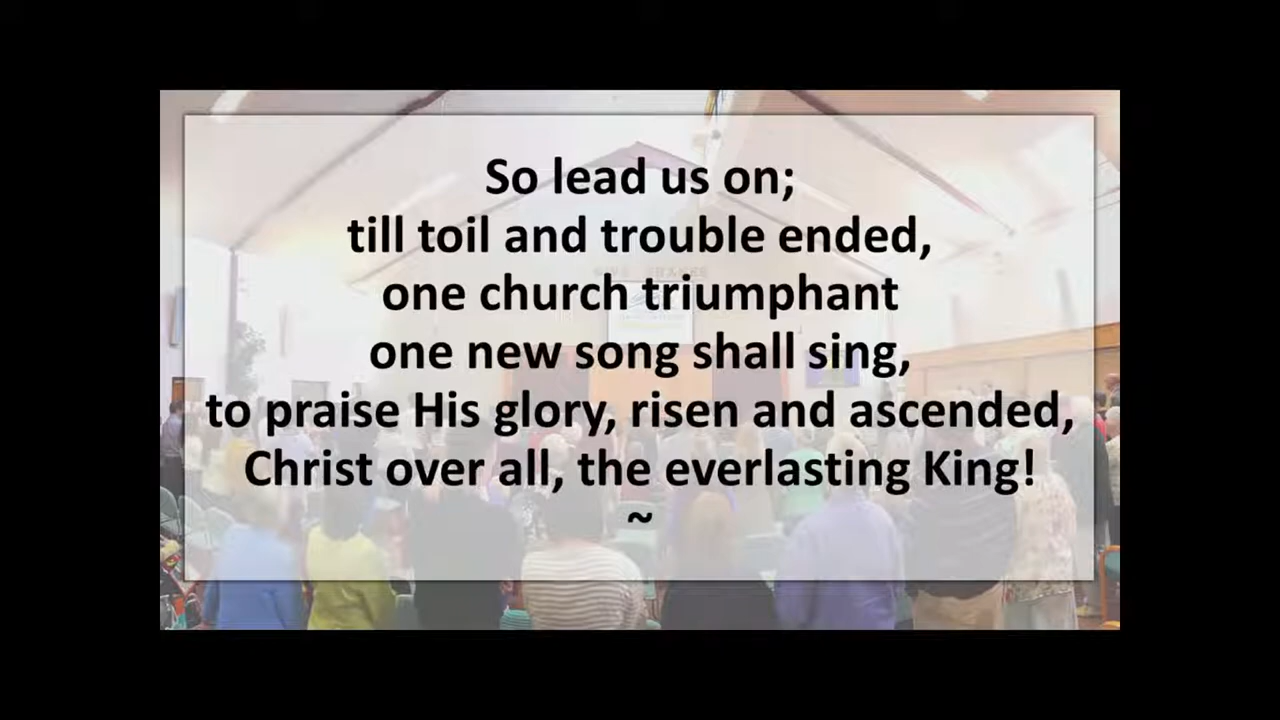 So lead us on;
till toil and trouble ended,
one church triumphant
one new song shall sing,
to praise His glory, risen and ascended,
Christ over all, the everlasting King!
~